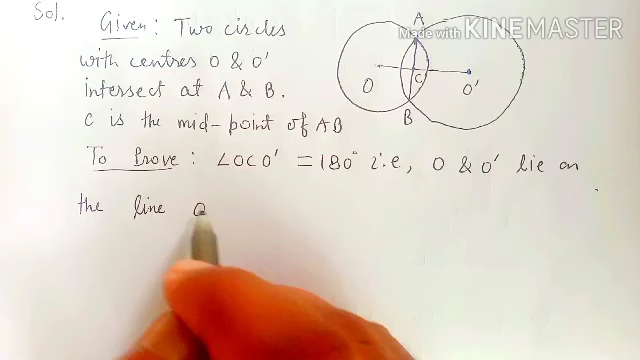 Sol.
Given : Two circles
with centres O & O'
intersect at A & B.
C is the mid-point of AB
To Prove : ∠OCO' = 180° i.e, O & O' lie on
the line O
A
Made with KINEMASTER
C
O
O'
B